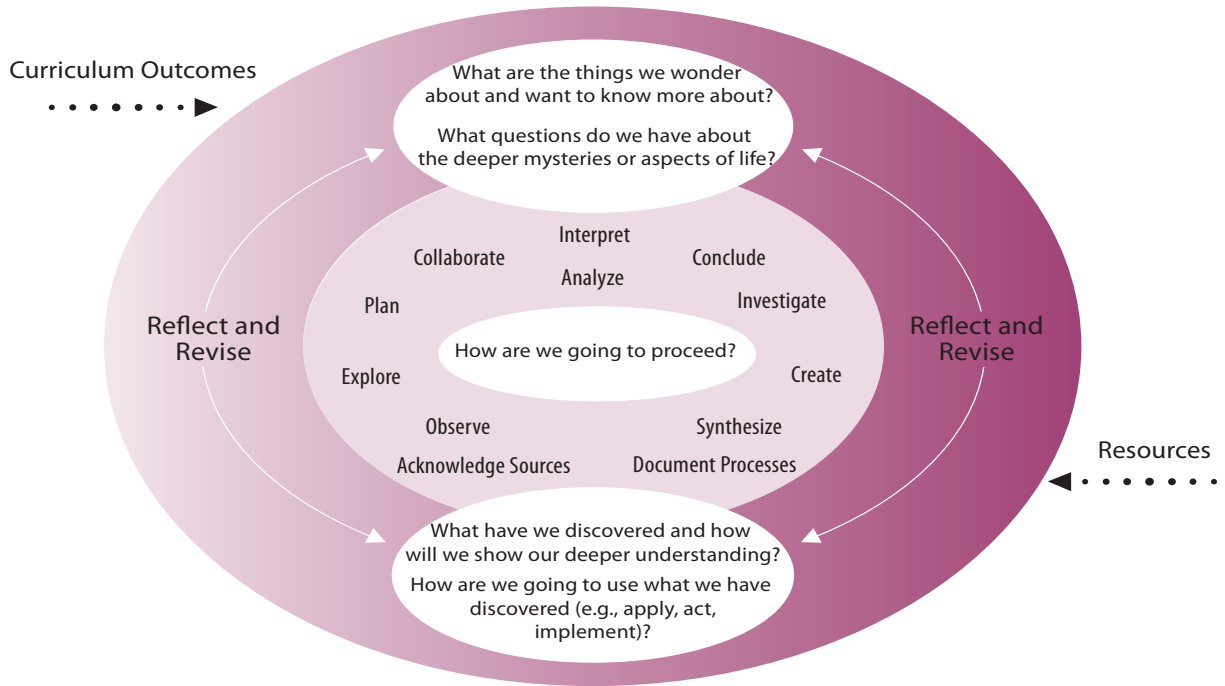 Curriculum Outcomes
What are the things we wonder
about and want to know more about?
What questions do we have about
the deeper mysteries or aspects of life?
Interpret
Collaborate
Conclude
Analyze
Plan
Investigate
Reflect and
Revise
Reflect and
Revise
How are we going to proceed?
Explore
Create
Observe
Synthesize
Acknowledge Sources
Document Processes
Resources
What have we discovered and how
will we show our deeper understanding?
How are we going to use what we have
discovered (e.g., apply, act,
implement)?